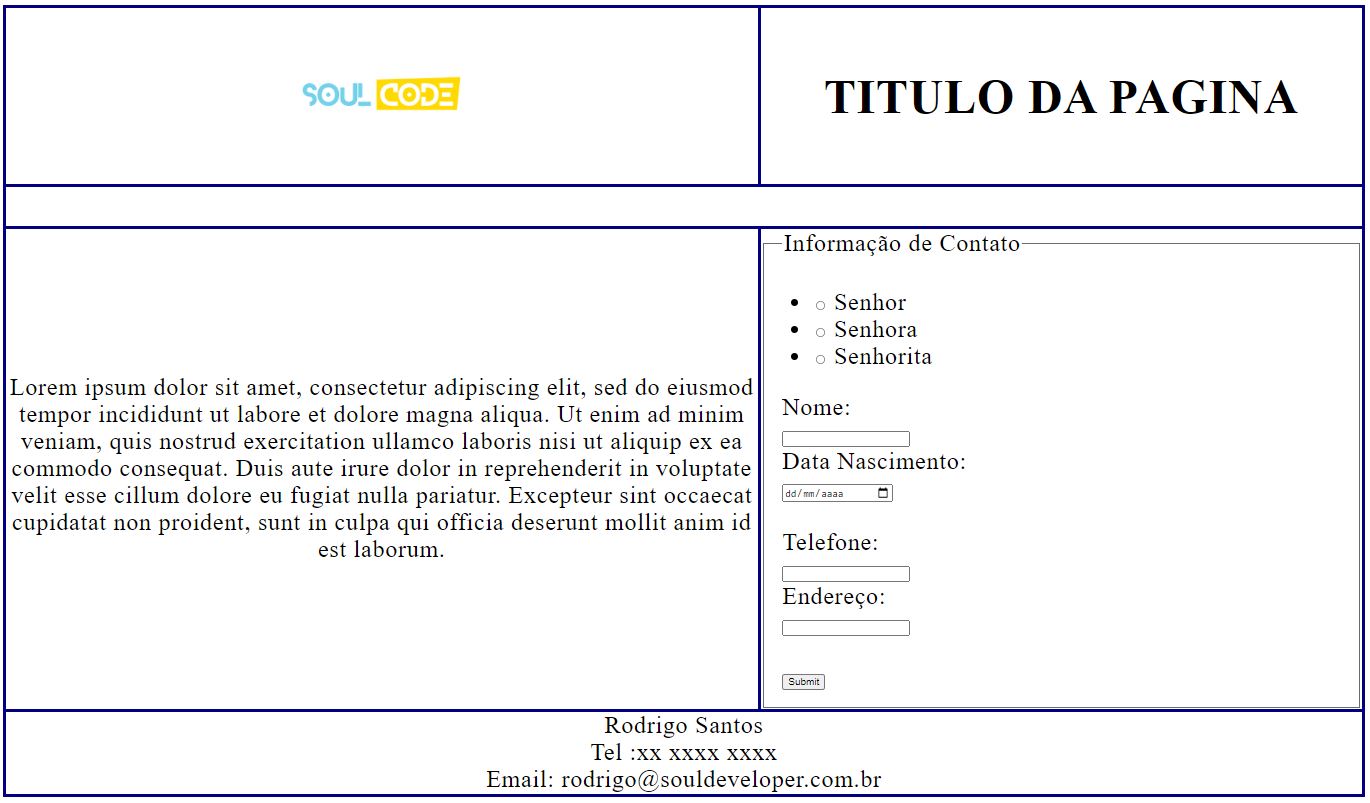 SOUL CODE
TITULO DA PAGINA
Lorem ipsum dolor sit amet, consectetur adipiscing elit, sed do eiusmod
tempor incididunt ut labore et dolore magna aliqua. Ut enim ad minim
veniam, quis nostrud exercitation ullamco laboris nisi ut aliquip ex ea
commodo consequat. Duis aute irure dolor in reprehenderit in voluptate
velit esse cillum dolore eu fugiat nulla pariatur. Excepteur sint occaecat
cupidatat non proident, sunt in culpa qui officia deserunt mollit anim id
est laborum.
Informação de Contato
Senhor
Senhora
Senhorita
Nome:
Data Nascimento:
dd/mm/aaaa
Telefone:
Endereço:
Submit
Rodrigo Santos
Tel :xx xxxx xxxx
Email: rodrigo@souldeveloper.com.br